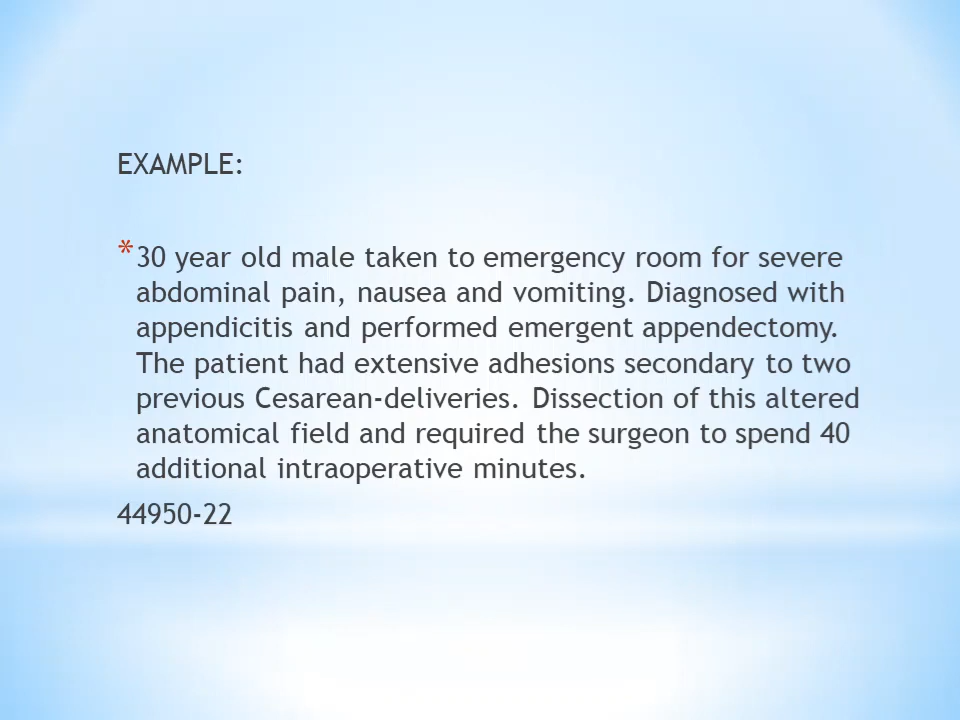 EXAMPLE:
*30 year old male taken to emergency room for severe
abdominal pain, nausea and vomiting. Diagnosed with
appendicitis and performed emergent appendectomy.
The patient had extensive adhesions secondary to two
previous Cesarean-deliveries. Dissection of this altered
anatomical field and required the surgeon to spend 40
additional intraoperative minutes.
44950-22